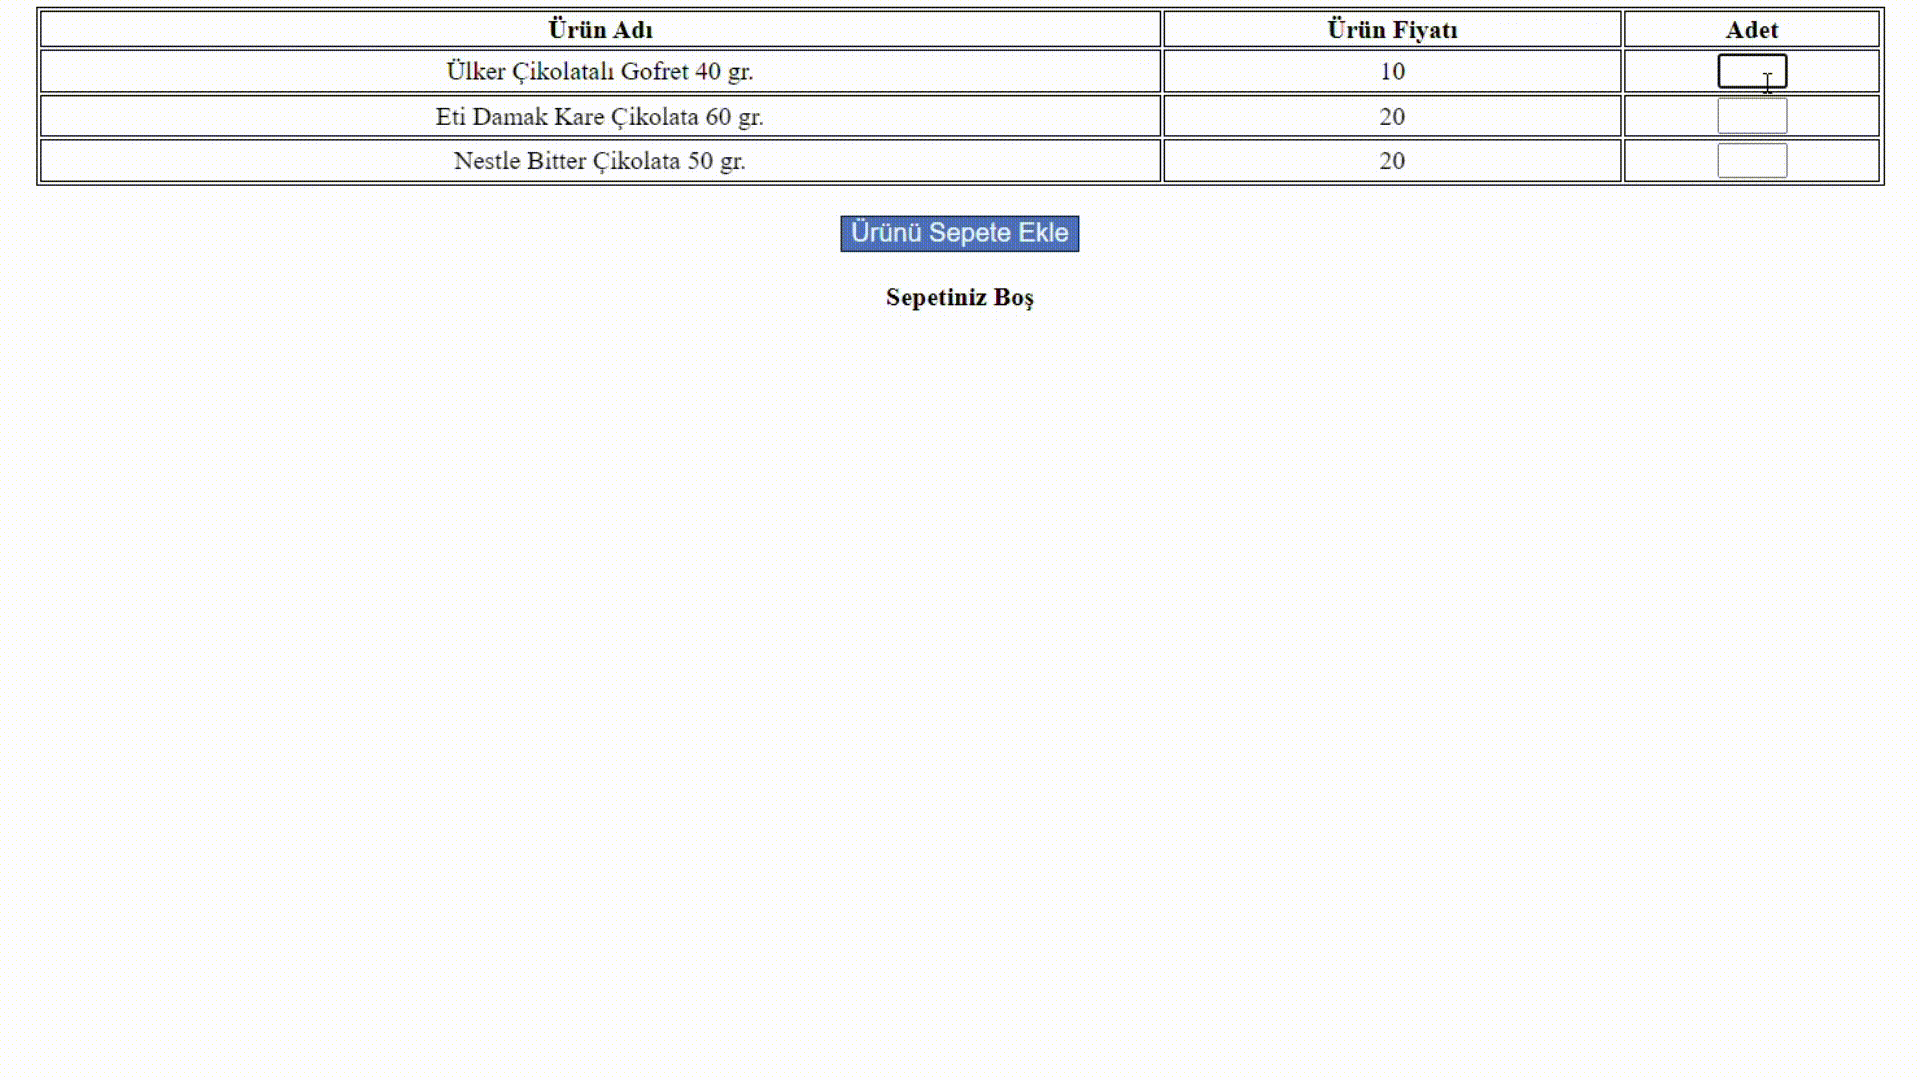 Ürün Adı Ürün Fiyatı Adet
Ülker Çikolatalı Gofret 40 gr. 10
Eti Damak Kare Çikolata 60 gr. 20
Nestle Bitter Çikolata 50 gr. 20
Ürünü Sepete Ekle
Sepetiniz Boş